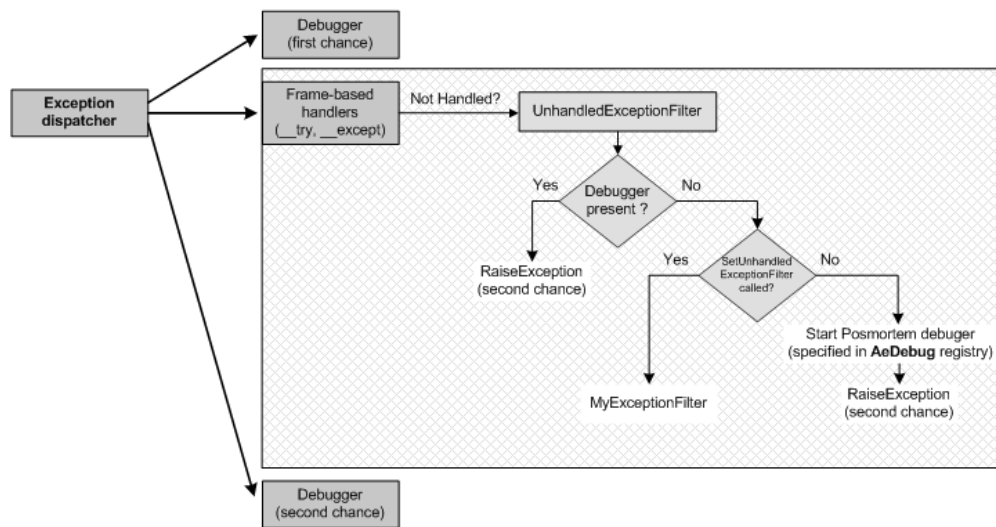 Debugger
(first chance)
Exception
dispatcher
Frame-based
handlers
(__try, __except)
Not Handled?
UnhandledExceptionFilter
Yes
Debugger
present ?
No
RaiseException
(second chance)
Yes
SetUnhandled
ExceptionFilter
called?
No
Start Posmortem debuger
(specified in AeDebug registry)
MyExceptionFilter
RaiseException
(second chance)
Debugger
(second chance)